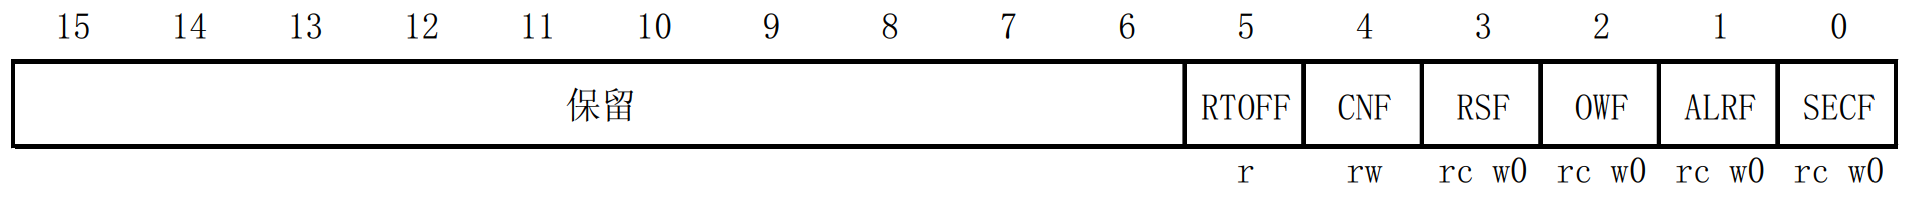 15 14 13 12 11 10 9 8 7 6 5 4 3 2 1 0
保留 RTOFF CNF RSF OWF ALRF SECF
r rw rc w0 rc w0 rc w0 rc w0